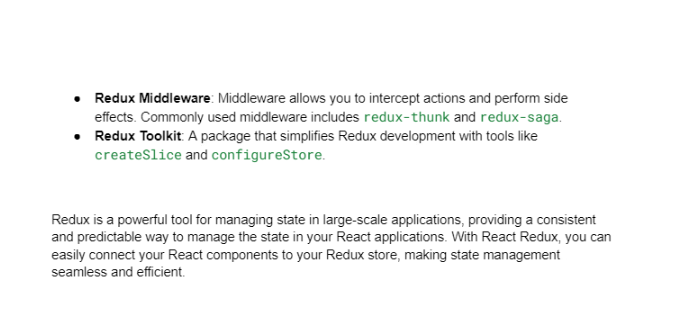 ● Redux Middleware: Middleware allows you to intercept actions and perform side
effects. Commonly used middleware includes redux-thunk and redux-saga.
● Redux Toolkit: A package that simplifies Redux development with tools like
createSlice and configureStore.
Redux is a powerful tool for managing state in large-scale applications, providing a consistent
and predictable way to manage the state in your React applications. With React Redux, you can
easily connect your React components to your Redux store, making state management
seamless and efficient.